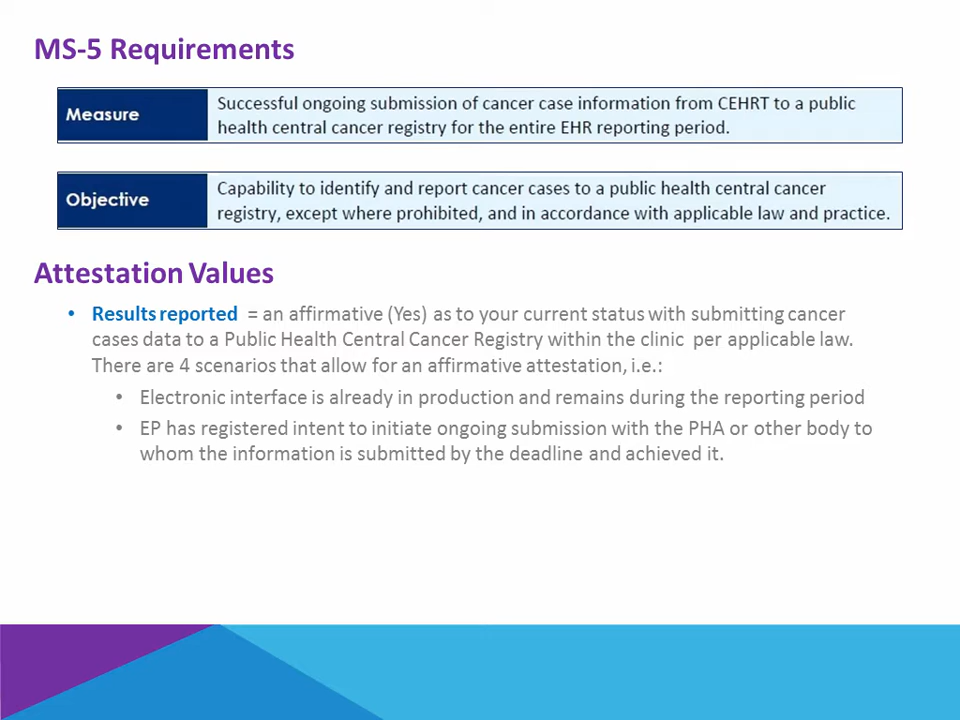 MS-5 Requirements
Measure
Successful ongoing submission of cancer case information from CEHRT to a public
health central cancer registry for the entire EHR reporting period.
Objective
Capability to identify and report cancer cases to a public health central cancer
registry, except where prohibited, and in accordance with applicable law and practice.
Attestation Values
• Results reported = an affirmative (Yes) as to your current status with submitting cancer
cases data to a Public Health Central Cancer Registry within the clinic per applicable law.
There are 4 scenarios that allow for an affirmative attestation, i.e.:
• Electronic interface is already in production and remains during the reporting period
• EP has registered intent to initiate ongoing submission with the PHA or other body to
whom the information is submitted by the deadline and achieved it.